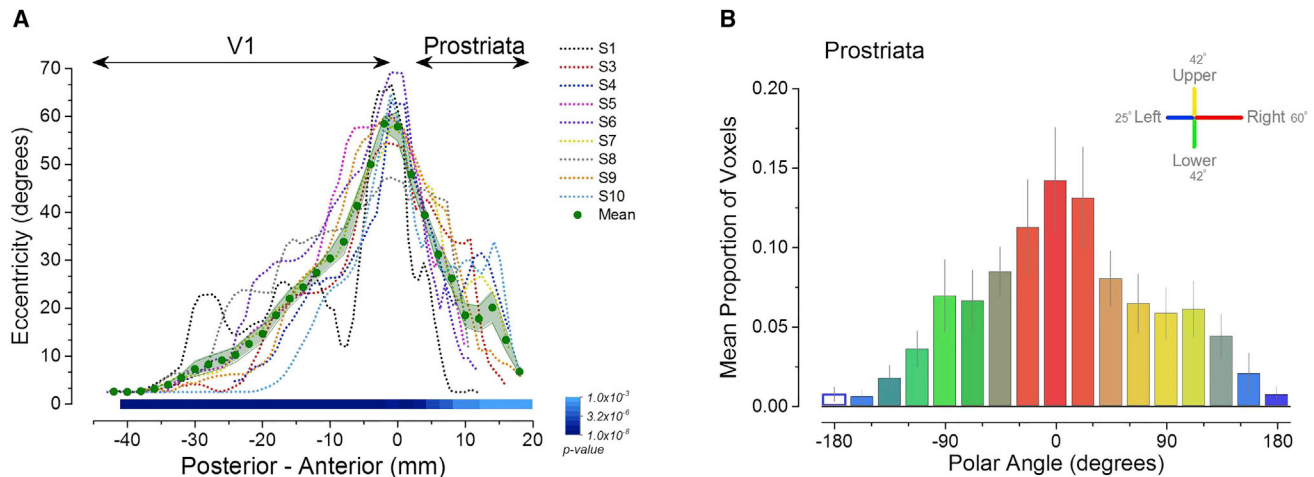 A
V1
Prostriata
70
60
50
40
30
20
10
0
Eccentricity (degrees)
-40
-30
-20
-10
0
10
20
Posterior - Anterior (mm)
S1
S3
S4
S5
S6
S7
S8
S9
S10
Mean
1.0x10⁻³
3.2x10⁻⁶
1.0x10⁻⁸
p-value
B
Prostriata
42°
Upper
25° Left
Right 60°
Lower
42°
0.20
0.15
0.10
0.05
0.00
Mean Proportion of Voxels
-180
-90
0
90
180
Polar Angle (degrees)